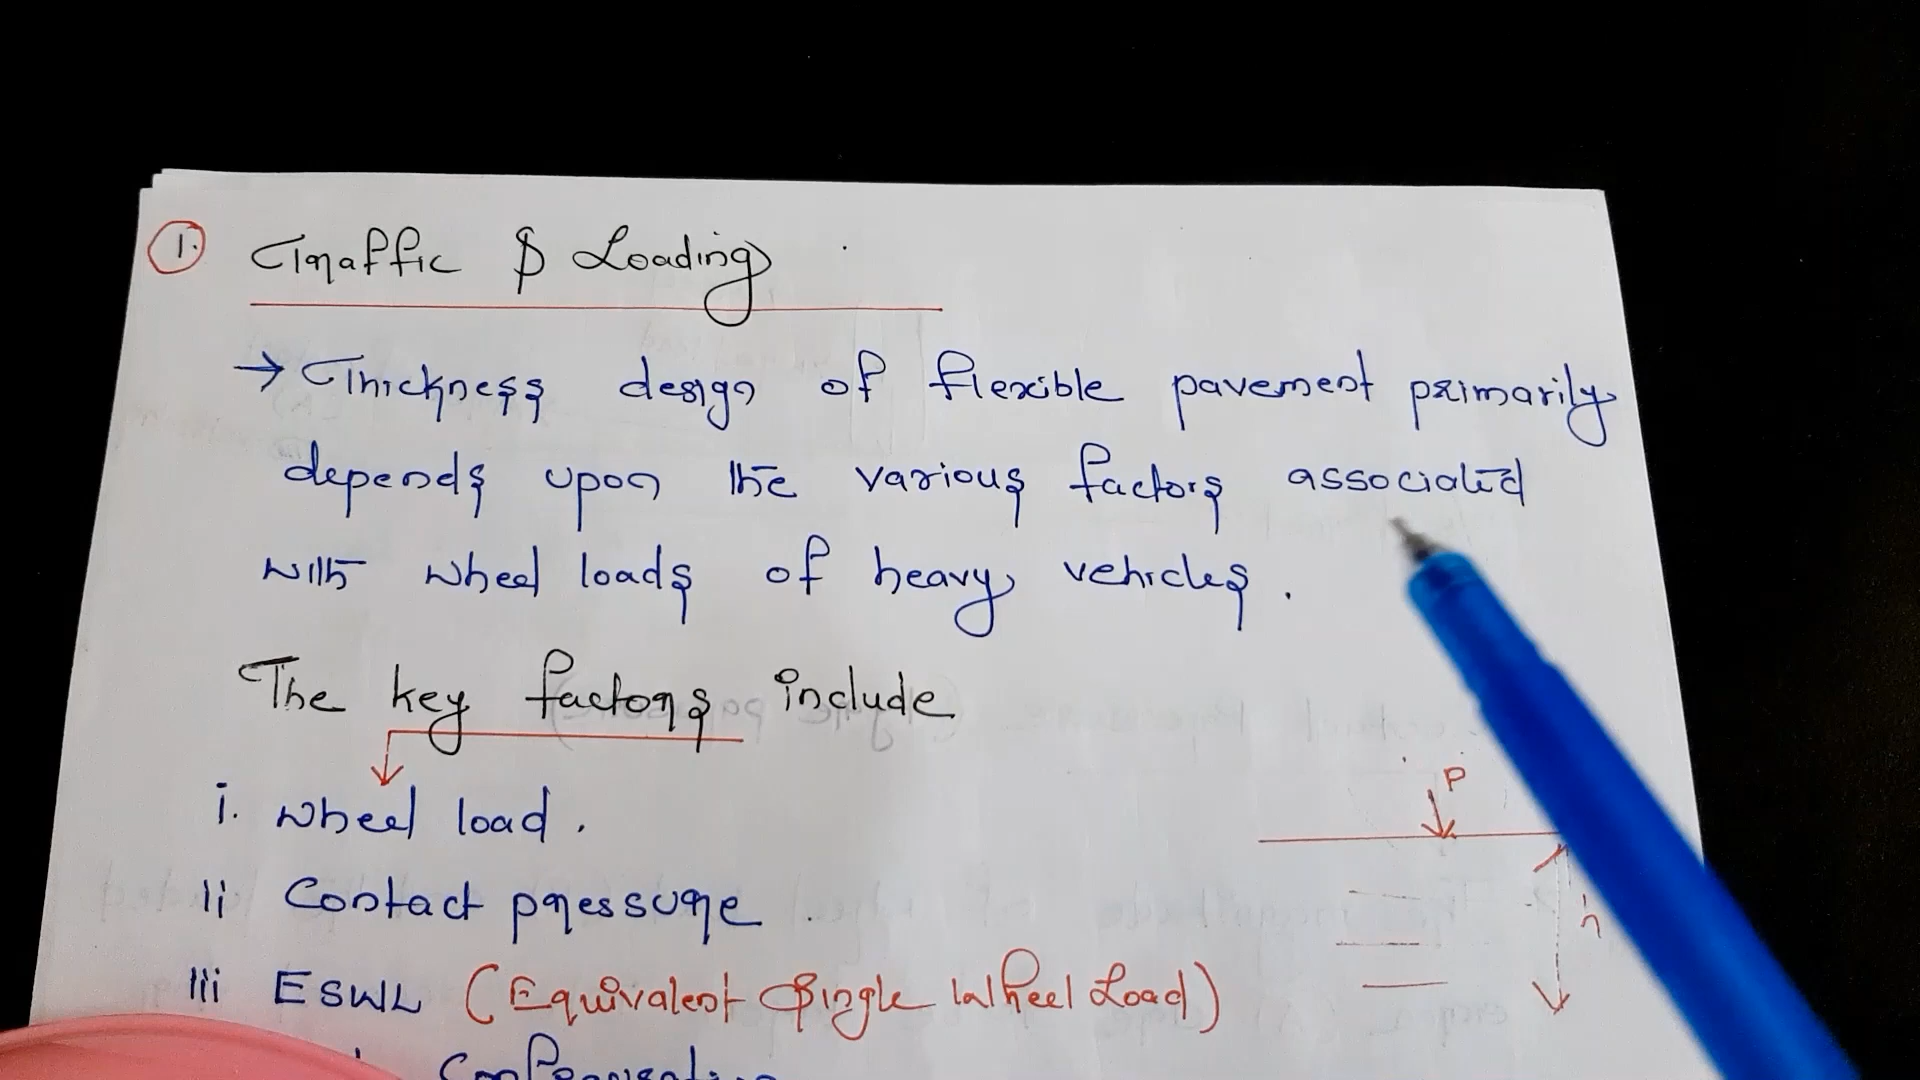 1. Traffic & Loading
→ Thickness design of flexible pavement primarily
depends upon the various factors associated
with wheel loads of heavy vehicles.
The key factors include
i. wheel load.
P
ii Contact pressure
h
iii ESWL (Equivalent Single Wheel Load)